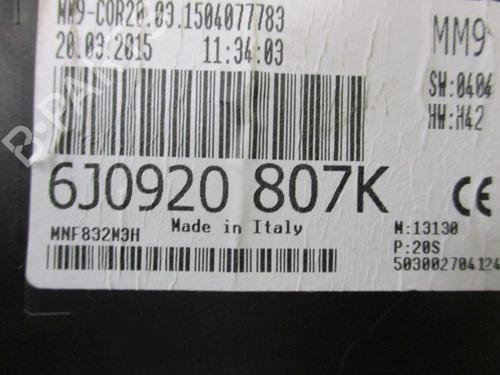 MM9-COR20.03.1504077783
20.03.2015 11:34:03
MM9
SW:0404
HW:H42
6J0920 807K
CE
Made in Italy
MNF832M3H
M:13130
P:20S
503002704124
B-PARTS